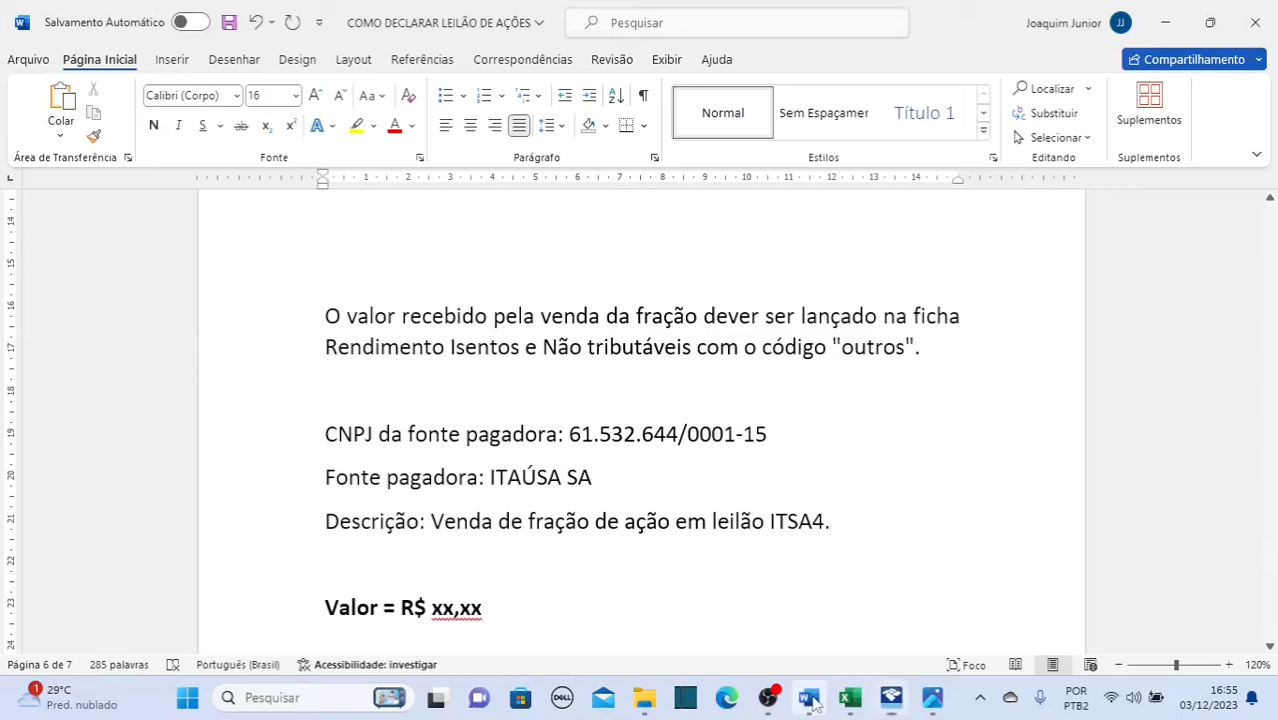 Salvamento Automático
COMO DECLARAR LEILÃO DE AÇÕES
Pesquisar
Joaquim Junior
JJ
Arquivo
Página Inicial
Inserir
Desenhar
Design
Layout
Referências
Correspondências
Revisão
Exibir
Ajuda
Compartilhamento
Colar
Área de Transferência
Calibri (Corpo)
16
Fonte
Parágrafo
Normal
Sem Espaçamer
Título 1
Estilos
Localizar
Substituir
Selecionar
Editando
Suplementos
Suplementos
O valor recebido pela venda da fração dever ser lançado na ficha
Rendimento Isentos e Não tributáveis com o código "outros".
CNPJ da fonte pagadora: 61.532.644/0001-15
Fonte pagadora: ITAÚSA SA
Descrição: Venda de fração de ação em leilão ITSA4.
Valor = R$ xx,xx
Página 6 de 7
285 palavras
Português (Brasil)
Acessibilidade: investigar
Foco
120%
1
29°C
Pred. nublado
Pesquisar
DELL
POR
PTB2
16:55
03/12/2023